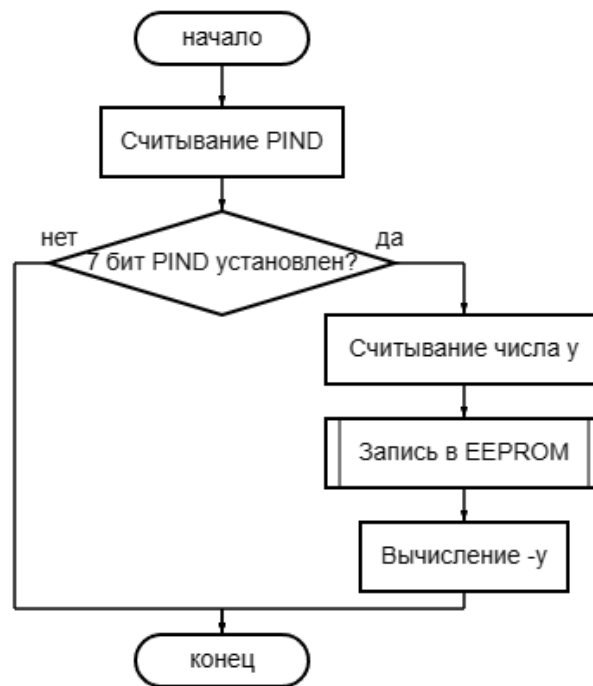 начало
Считывание PIND
нет
да
7 бит PIND установлен?
Считывание числа y
Запись в EEPROM
Вычисление -y
конец